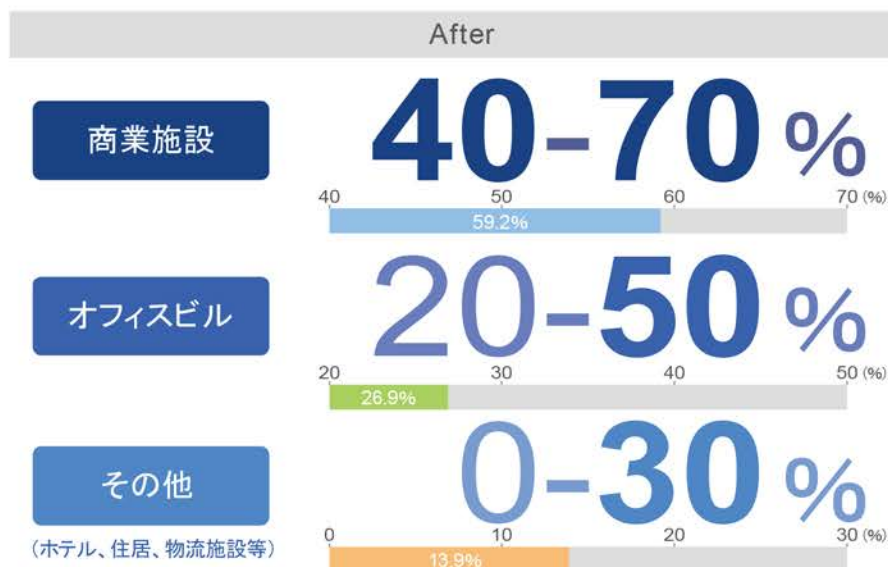 After
商業施設
40-70 %
40 50 60 70 (%)
59.2%
オフィスビル
20-50 %
20 30 40 50 (%)
26.9%
その他
(ホテル、住居、物流施設等)
0-30 %
0 10 20 30 (%)
13.9%